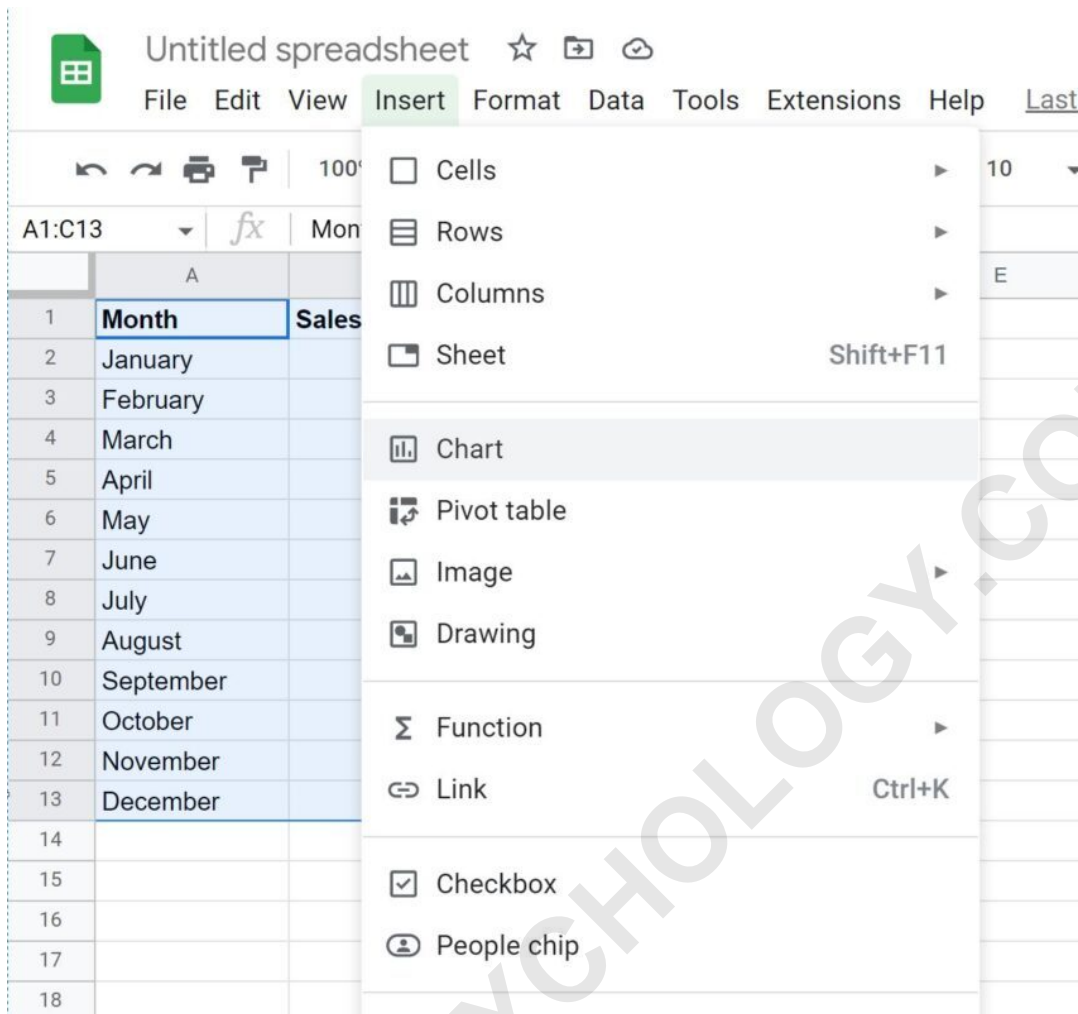 Untitled spreadsheet
File Edit View Insert Format Data Tools Extensions Help Last
100% 10
A1:C13 fx Mon
A E
1 Month Sales
2 January
3 February
4 March
5 April
6 May
7 June
8 July
9 August
10 September
11 October
12 November
13 December
14
15
16
17
18
Cells
Rows
Columns
Sheet Shift+F11
Chart
Pivot table
Image
Drawing
Σ Function
Link Ctrl+K
Checkbox
People chip
YCHOLOGY.CO